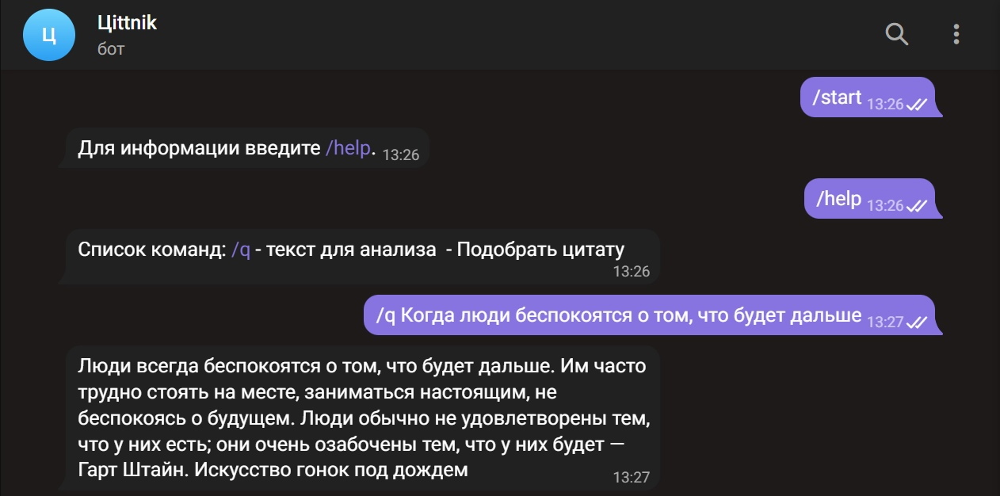 Ц
Цittnik
бот
/start 13:26
Для информации введите /help. 13:26
/help 13:26
Список команд: /q - текст для анализа  - Подобрать цитату
13:26
/q Когда люди беспокоятся о том, что будет дальше 13:27
Люди всегда беспокоятся о том, что будет дальше. Им часто
трудно стоять на месте, заниматься настоящим, не
беспокоясь о будущем. Люди обычно не удовлетворены тем,
что у них есть; они очень озабочены тем, что у них будет —
Гарт Штайн. Искусство гонок под дождем
13:27